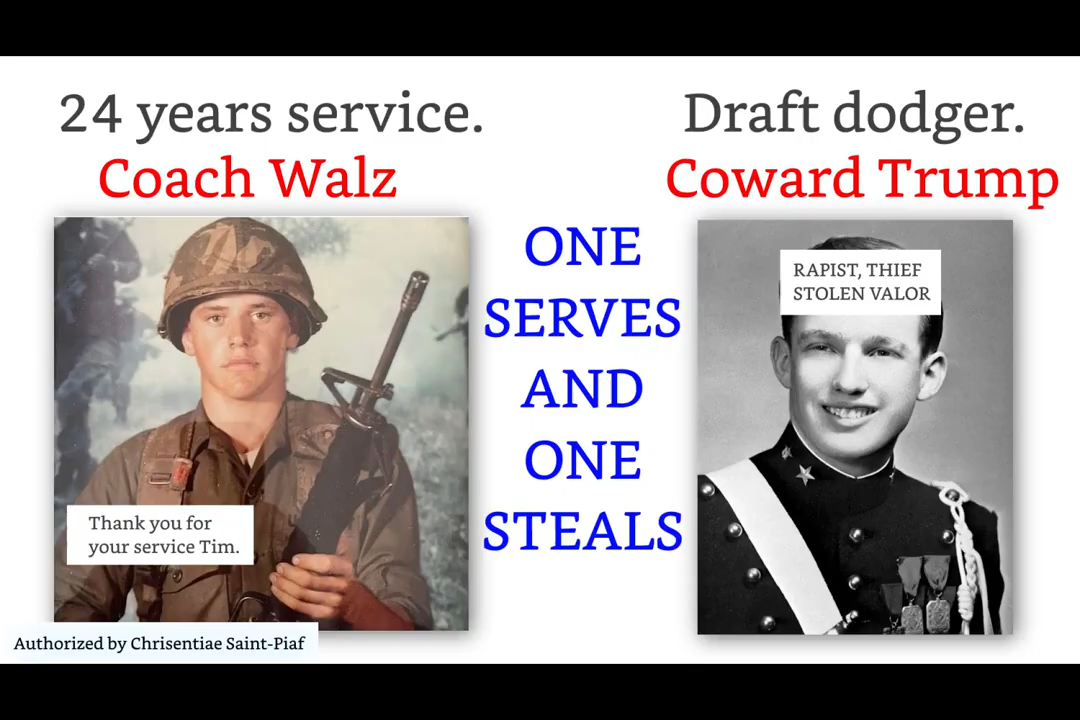 24 years service.
Coach Walz
Draft dodger.
Coward Trump
ONE
SERVES
AND
ONE
STEALS
RAPIST, THIEF
STOLEN VALOR
Thank you for
your service Tim.
Authorized by Chrisentiae Saint-Piaf